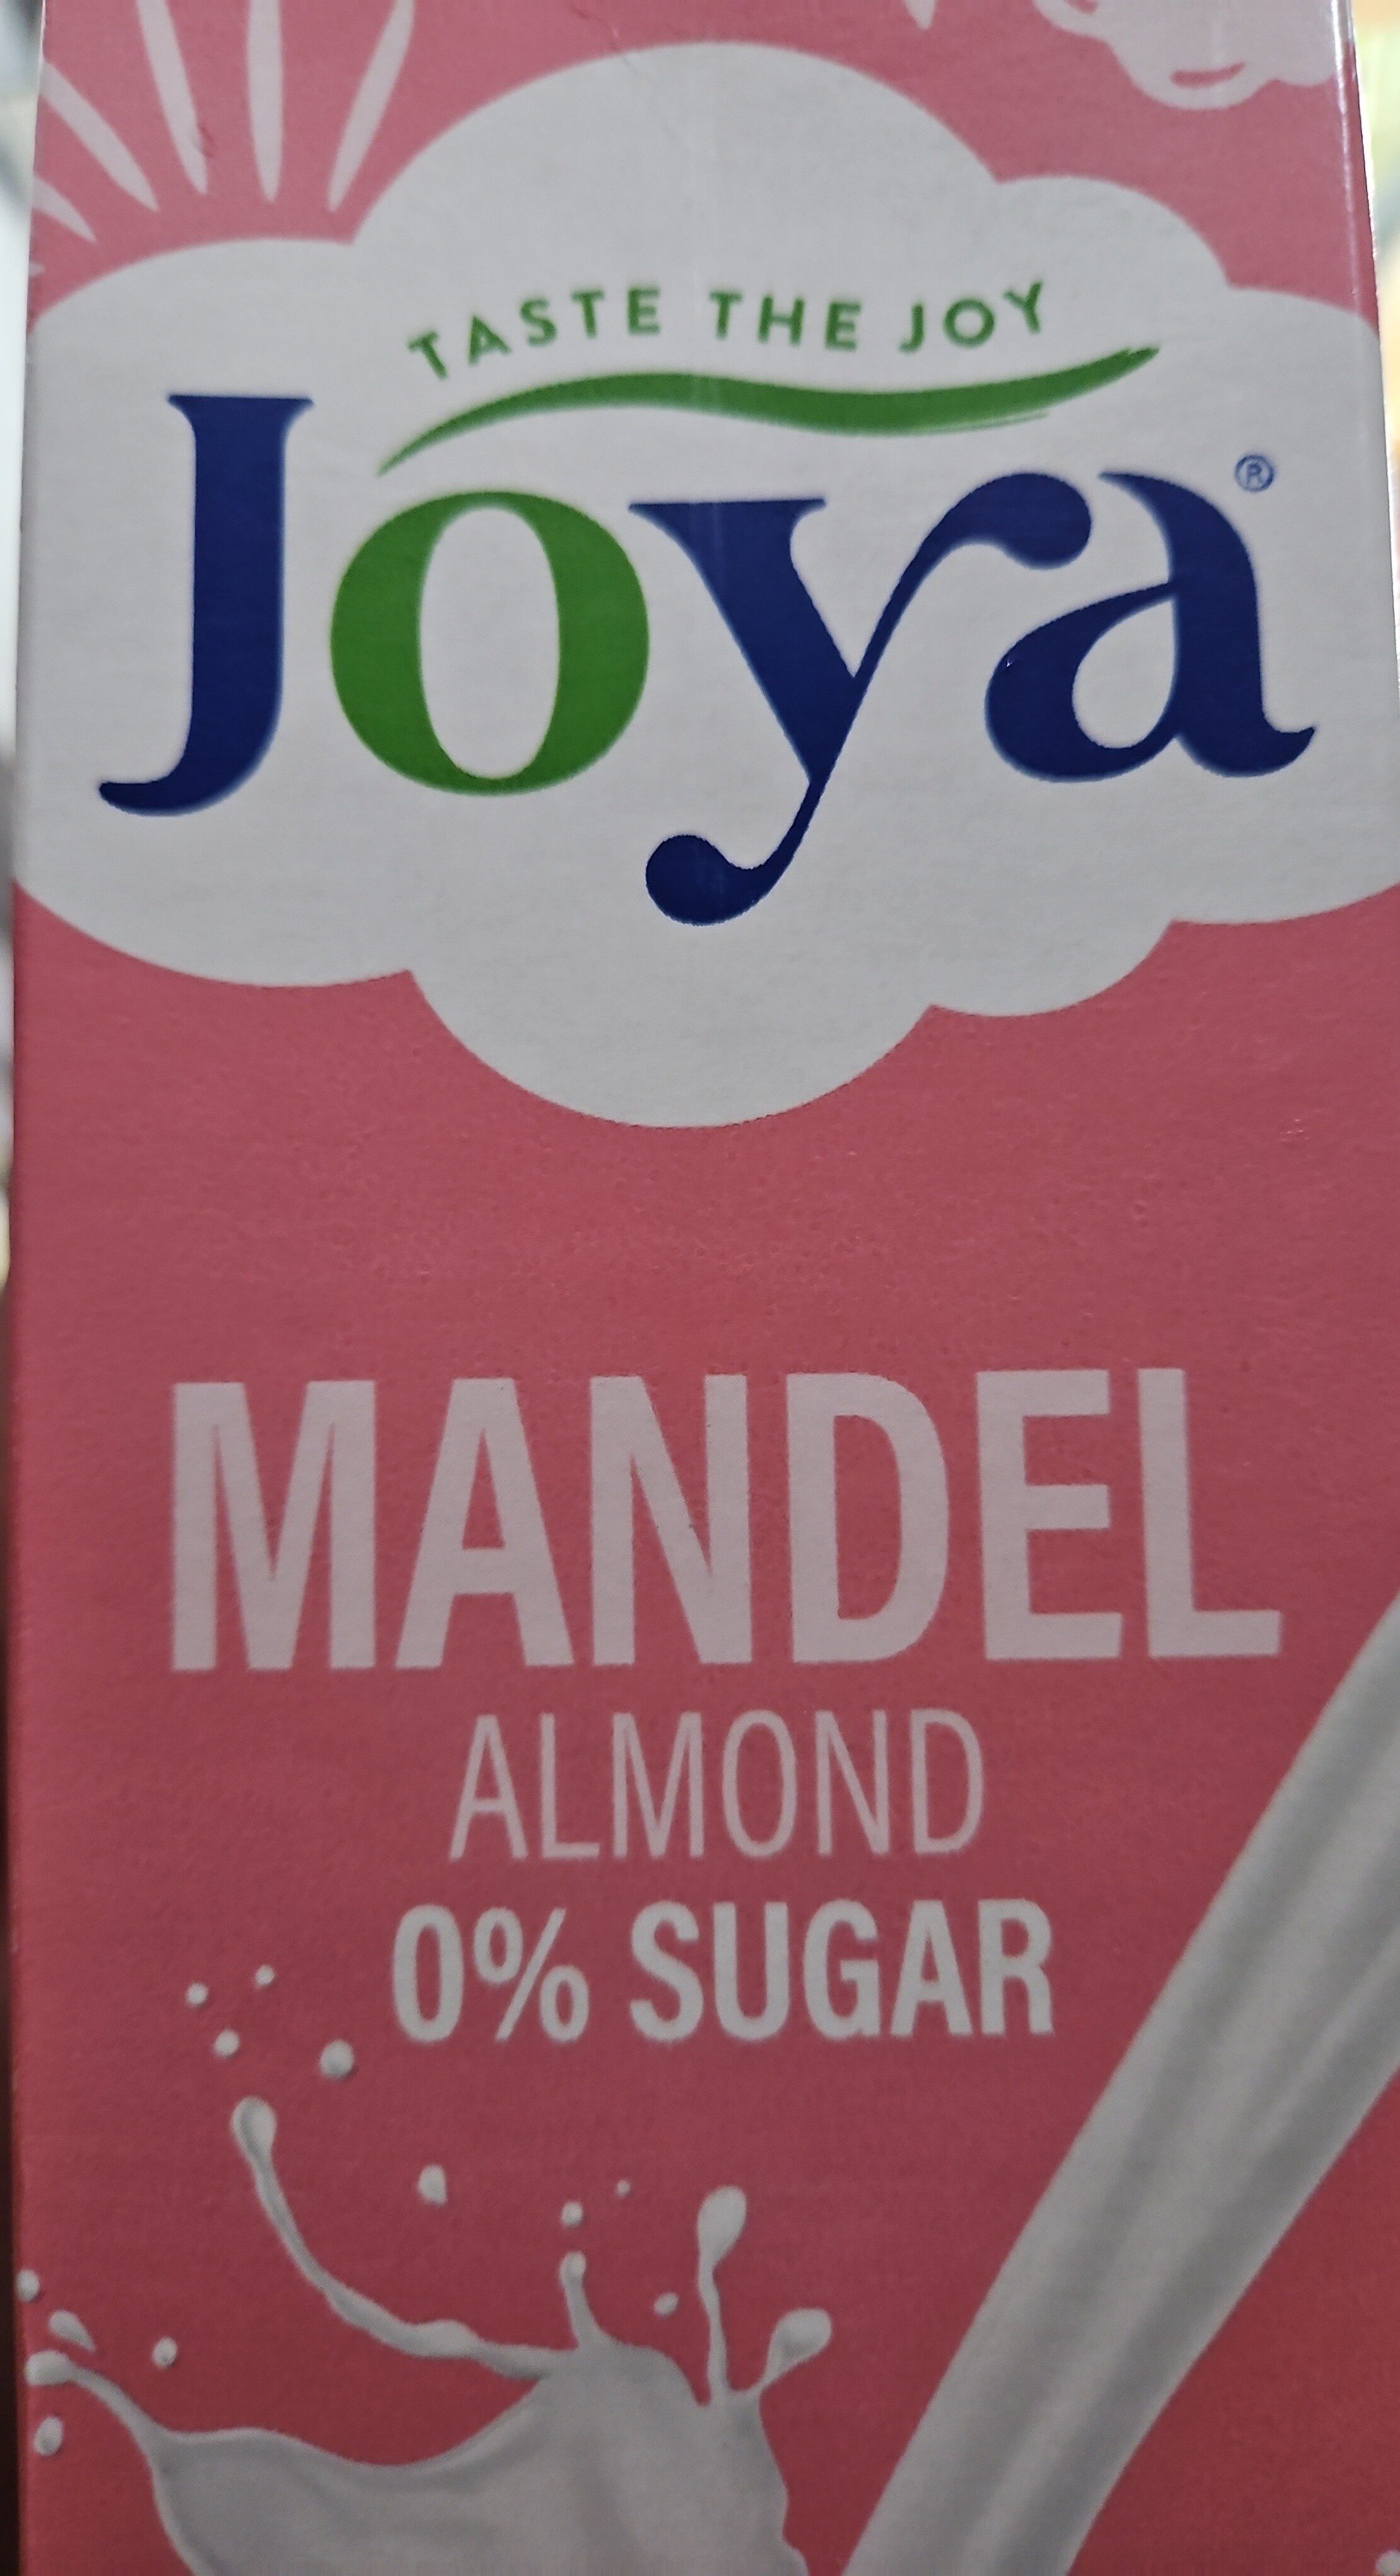 TASTE THE JOY
Joya®
MANDEL
ALMOND
0% SUGAR